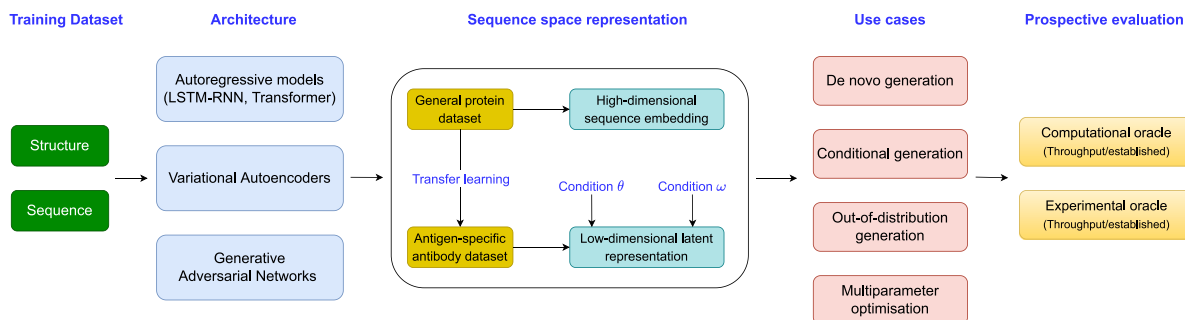 Training Dataset
Architecture
Sequence space representation
Use cases
Prospective evaluation
Structure
Sequence
Autoregressive models
(LSTM-RNN, Transformer)
Variational Autoencoders
Generative
Adversarial Networks
General protein
dataset
High-dimensional
sequence embedding
Transfer learning
Condition θ
Condition ω
Antigen-specific
antibody dataset
Low-dimensional latent
representation
De novo generation
Conditional generation
Out-of-distribution
generation
Multiparameter
optimisation
Computational oracle
(Throughput/established)
Experimental oracle
(Throughput/established)